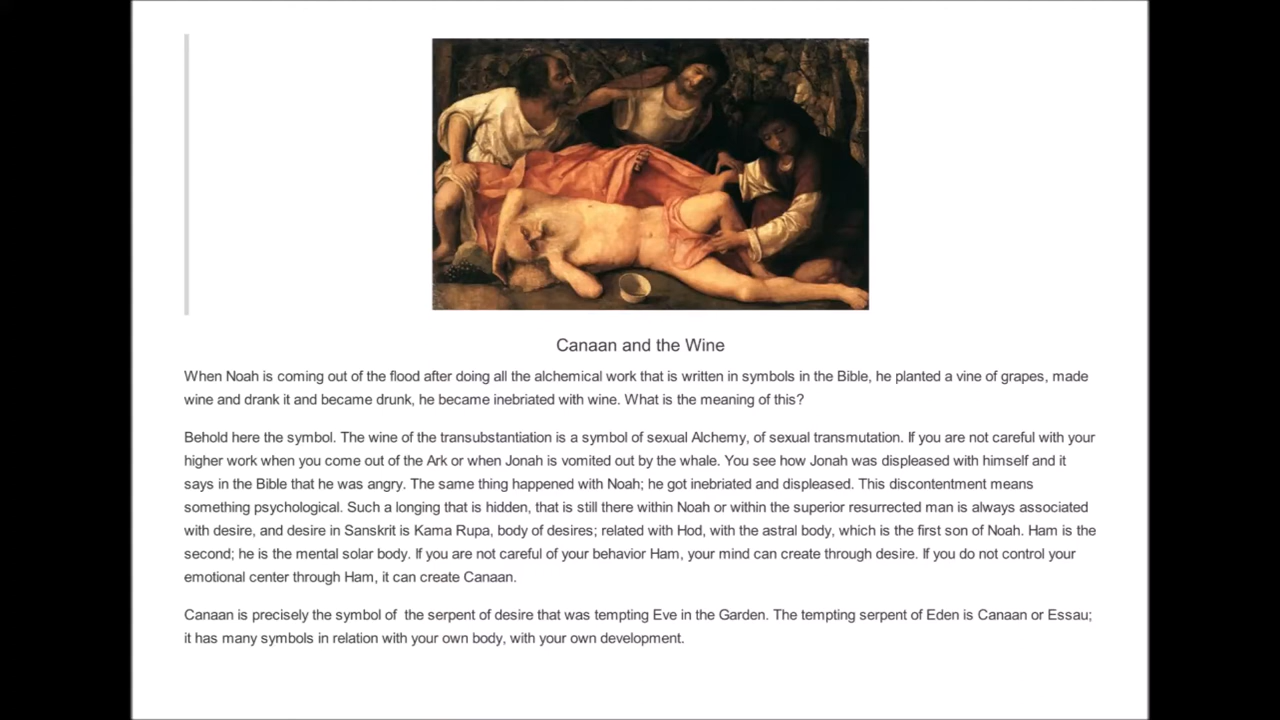 Canaan and the Wine
When Noah is coming out of the flood after doing all the alchemical work that is written in symbols in the Bible, he planted a vine of grapes, made
wine and drank it and became drunk, he became inebriated with wine. What is the meaning of this?
Behold here the symbol. The wine of the transubstantiation is a symbol of sexual Alchemy, of sexual transmutation. If you are not careful with your
higher work when you come out of the Ark or when Jonah is vomited out by the whale. You see how Jonah was displeased with himself and it
says in the Bible that he was angry. The same thing happened with Noah; he got inebriated and displeased. This discontentment means
something psychological. Such a longing that is hidden, that is still there within Noah or within the superior resurrected man is always associated
with desire, and desire in Sanskrit is Kama Rupa, body of desires; related with Hod, with the astral body, which is the first son of Noah. Ham is the
second; he is the mental solar body. If you are not careful of your behavior Ham, your mind can create through desire. If you do not control your
emotional center through Ham, it can create Canaan.
Canaan is precisely the symbol of  the serpent of desire that was tempting Eve in the Garden. The tempting serpent of Eden is Canaan or Essau;
it has many symbols in relation with your own body, with your own development.